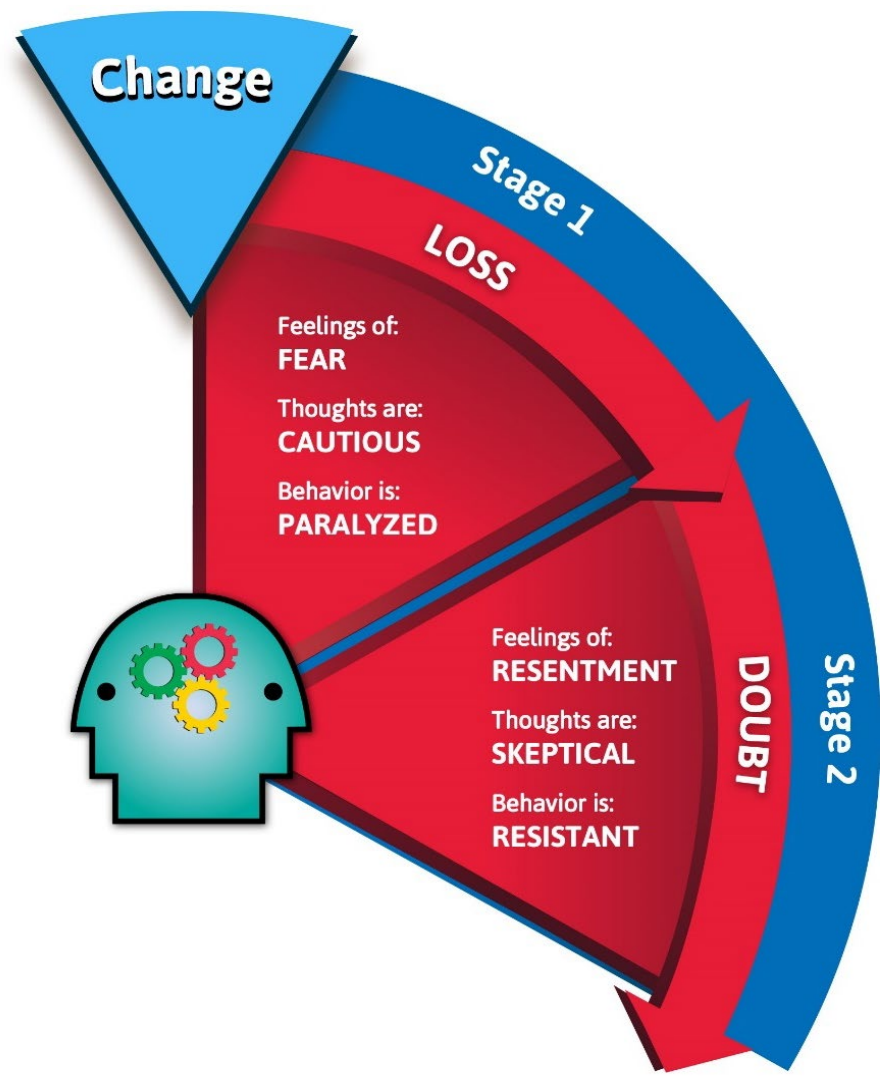 Change
Stage 1
LOSS
Feelings of:
FEAR
Thoughts are:
CAUTIOUS
Behavior is:
PARALYZED
Stage 2
DOUBT
Feelings of:
RESENTMENT
Thoughts are:
SKEPTICAL
Behavior is:
RESISTANT